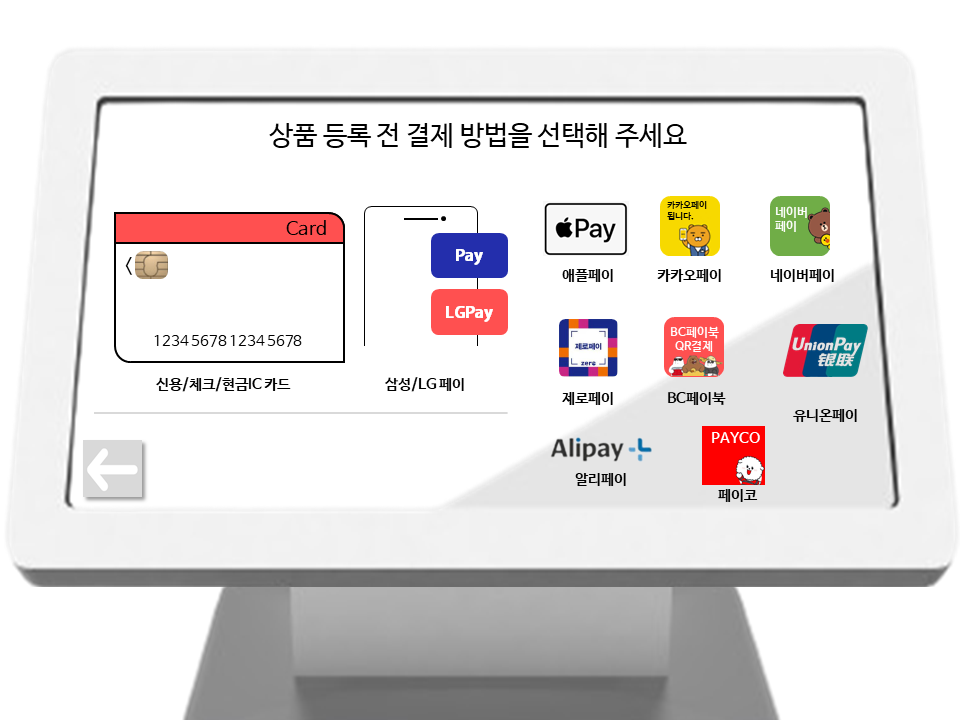 상품 등록 전 결제 방법을 선택해 주세요
Card
1234 5678 1234 5678
신용/체크/현금IC 카드
Pay
LGPay
삼성/LG 페이
Pay
애플페이
카카오페이
됩니다.
카카오페이
네이버
페이
네이버페이
제로페이
zero
제로페이
BC페이북
QR결제
BC페이북
UnionPay
银联
유니온페이
Alipay
알리페이
PAYCO
페이코